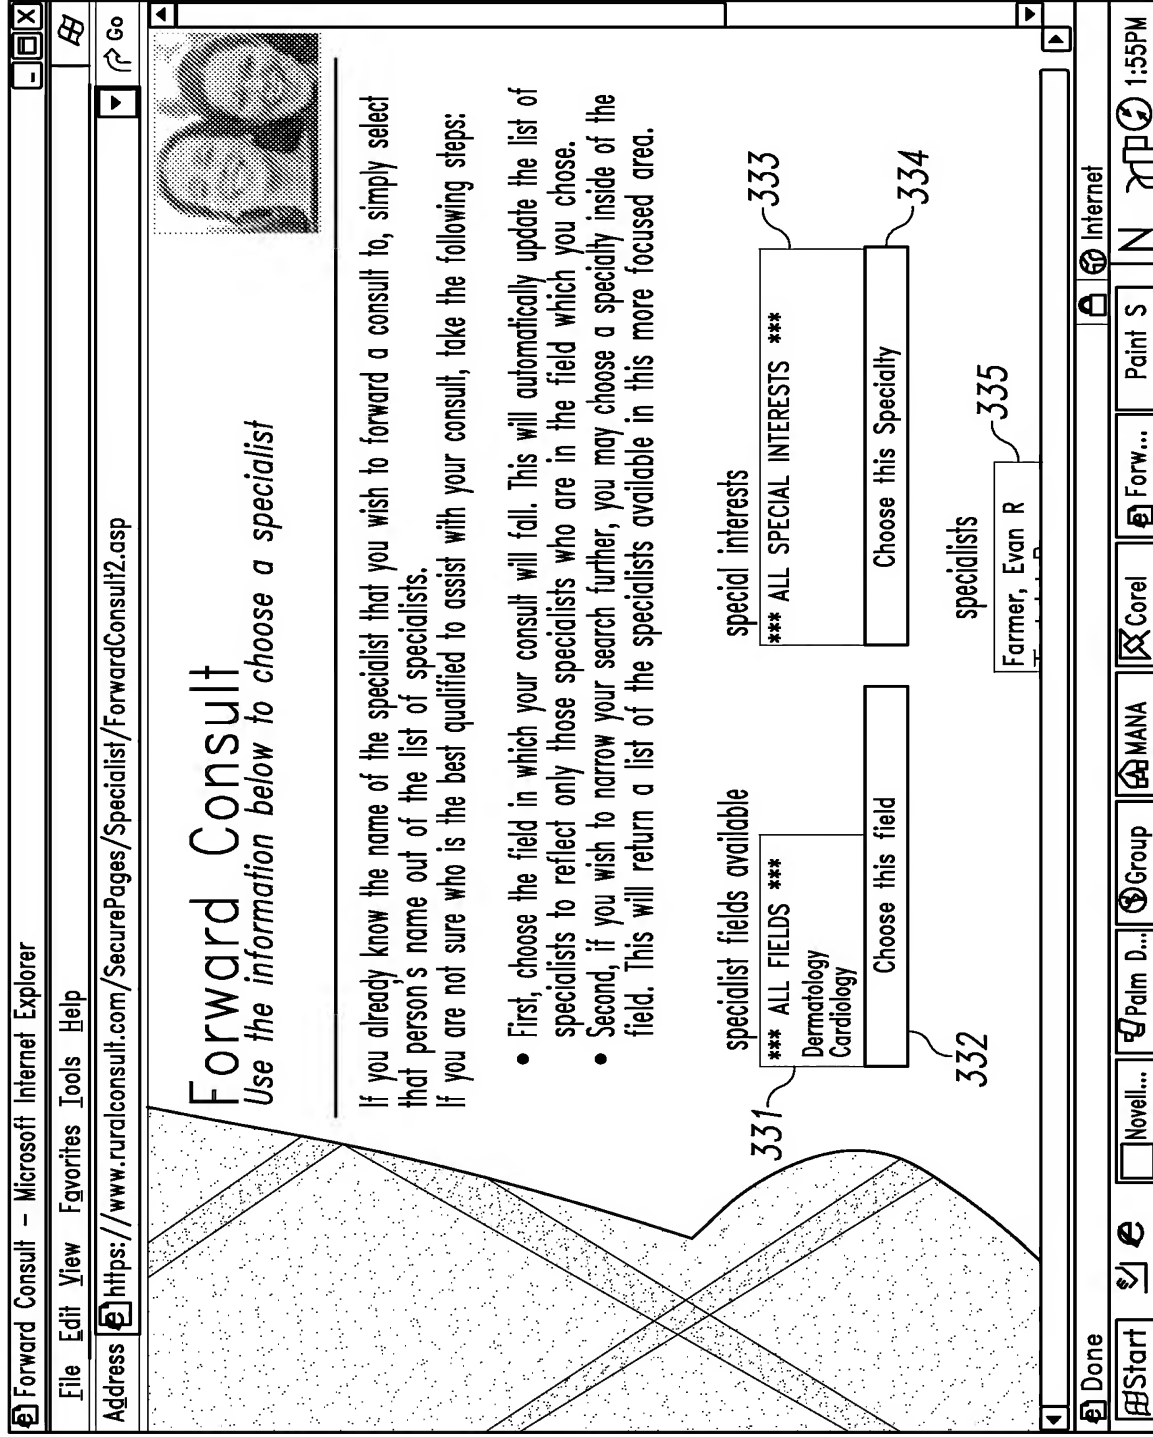 Forward Consult – Microsoft Internet Explorer
File Edit View Favorites Tools Help
Address https://www.ruralconsult.com/SecurePages/Specialist/ForwardConsult2.asp Go
Forward Consult
Use the information below to choose a specialist
If you already know the name of the specialist that you wish to forward a consult to, simply select
that person's name out of the list of specialists.
If you are not sure who is the best qualified to assist with your consult, take the following steps:
• First, choose the field in which your consult will fall. This will automatically update the list of
specialists to reflect only those specialists who are in the field which you chose.
• Second, if you wish to narrow your search further, you may choose a specially inside of the
field. This will return a list of the specialists available in this more focused area.
specialist fields available
special interests
331
*** ALL FIELDS ***
Dermatology
Cardiology
*** ALL SPECIAL INTERESTS ***
333
Choose this field
Choose this Specialty
332
334
specialists
335
Farmer, Evan R
Done
Internet
Start Novell... Palm D... Group MANA Corel Forw... Paint S N 1:55PM